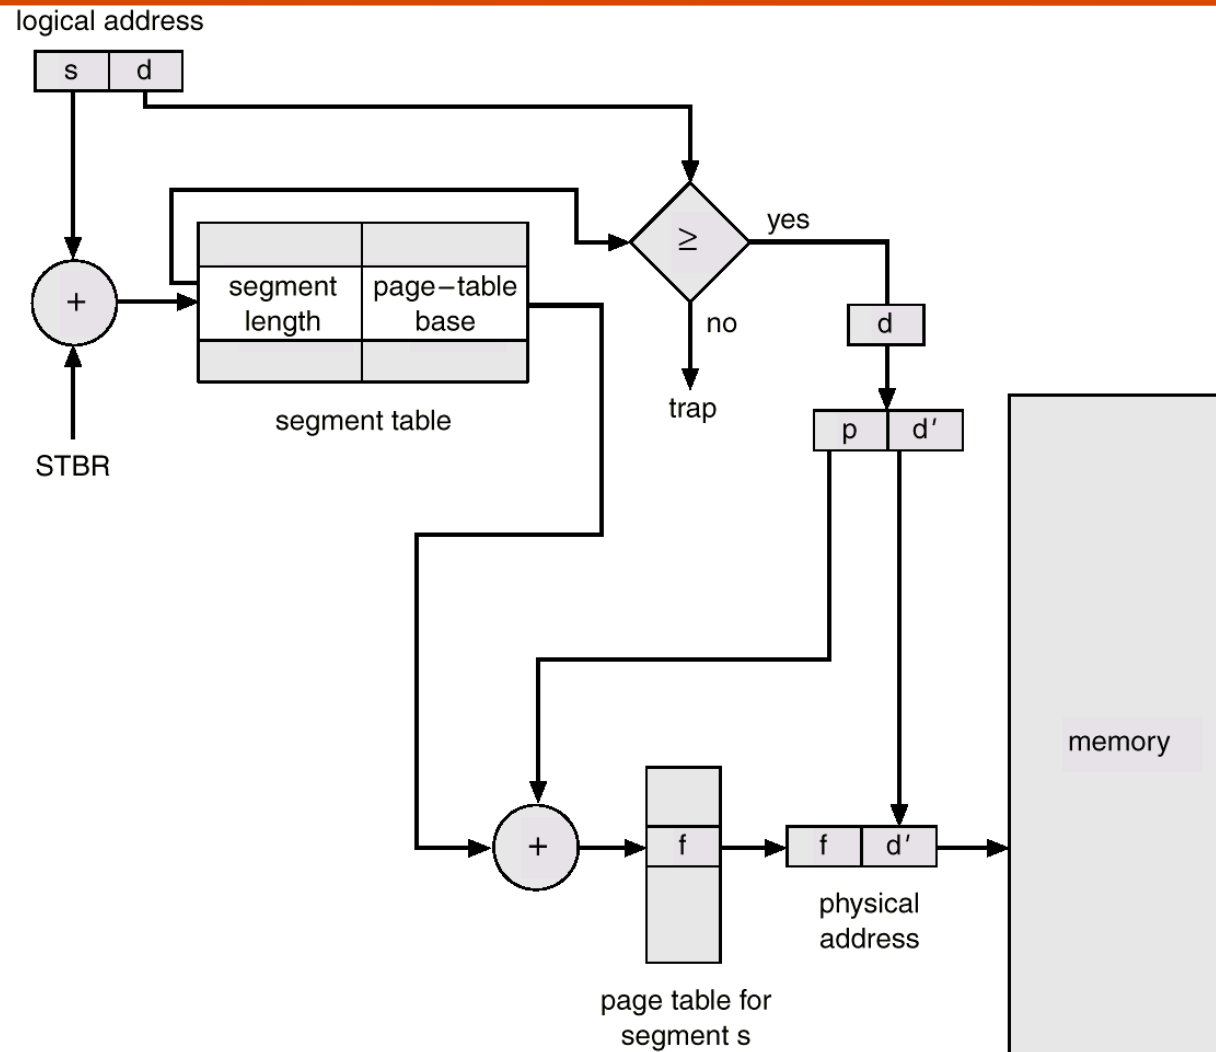 logical address
s d
≥
yes
+
segment length
page–table base
no
d
trap
segment table
p d′
STBR
memory
+
f
f d′
physical
address
page table for
segment s